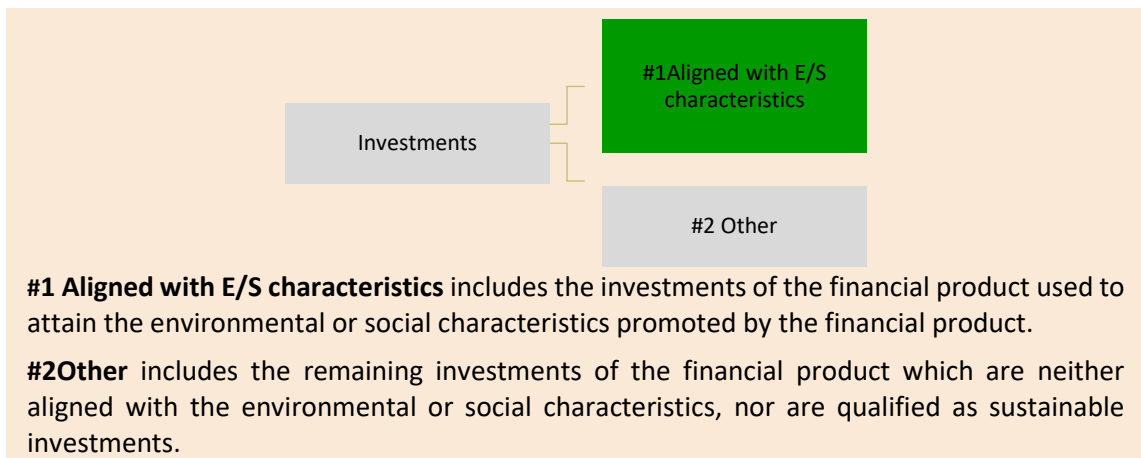 #1Aligned with E/S
characteristics
Investments
#2 Other
#1 Aligned with E/S characteristics includes the investments of the financial product used to
attain the environmental or social characteristics promoted by the financial product.
#2Other includes the remaining investments of the financial product which are neither
aligned with the environmental or social characteristics, nor are qualified as sustainable
investments.